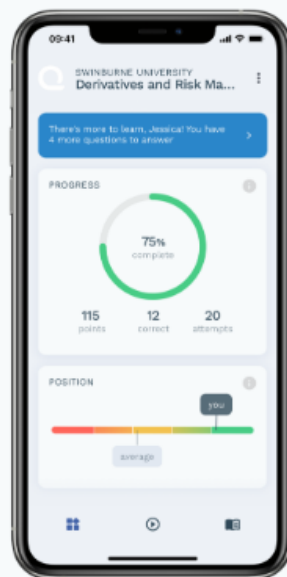 09:41
SWINBURNE UNIVERSITY
Derivatives and Risk Ma...
There's more to learn, Jessica! You have
4 more questions to answer
PROGRESS
75%
complete
115 12 20
points correct attempts
POSITION
you
average